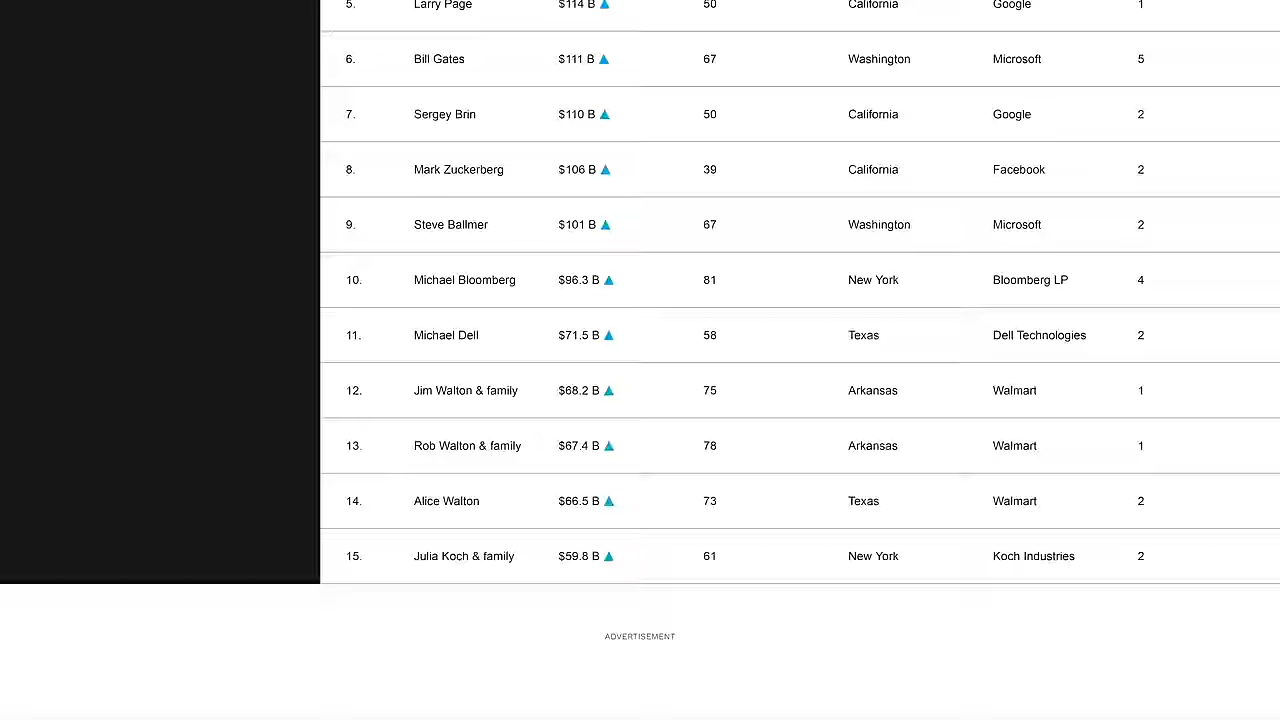 5. Larry Page $114 B 50 California Google 1
6. Bill Gates $111 B 67 Washington Microsoft 5
7. Sergey Brin $110 B 50 California Google 2
8. Mark Zuckerberg $106 B 39 California Facebook 2
9. Steve Ballmer $101 B 67 Washington Microsoft 2
10. Michael Bloomberg $96.3 B 81 New York Bloomberg LP 4
11. Michael Dell $71.5 B 58 Texas Dell Technologies 2
12. Jim Walton & family $68.2 B 75 Arkansas Walmart 1
13. Rob Walton & family $67.4 B 78 Arkansas Walmart 1
14. Alice Walton $66.5 B 73 Texas Walmart 2
15. Julia Koch & family $59.8 B 61 New York Koch Industries 2
ADVERTISEMENT